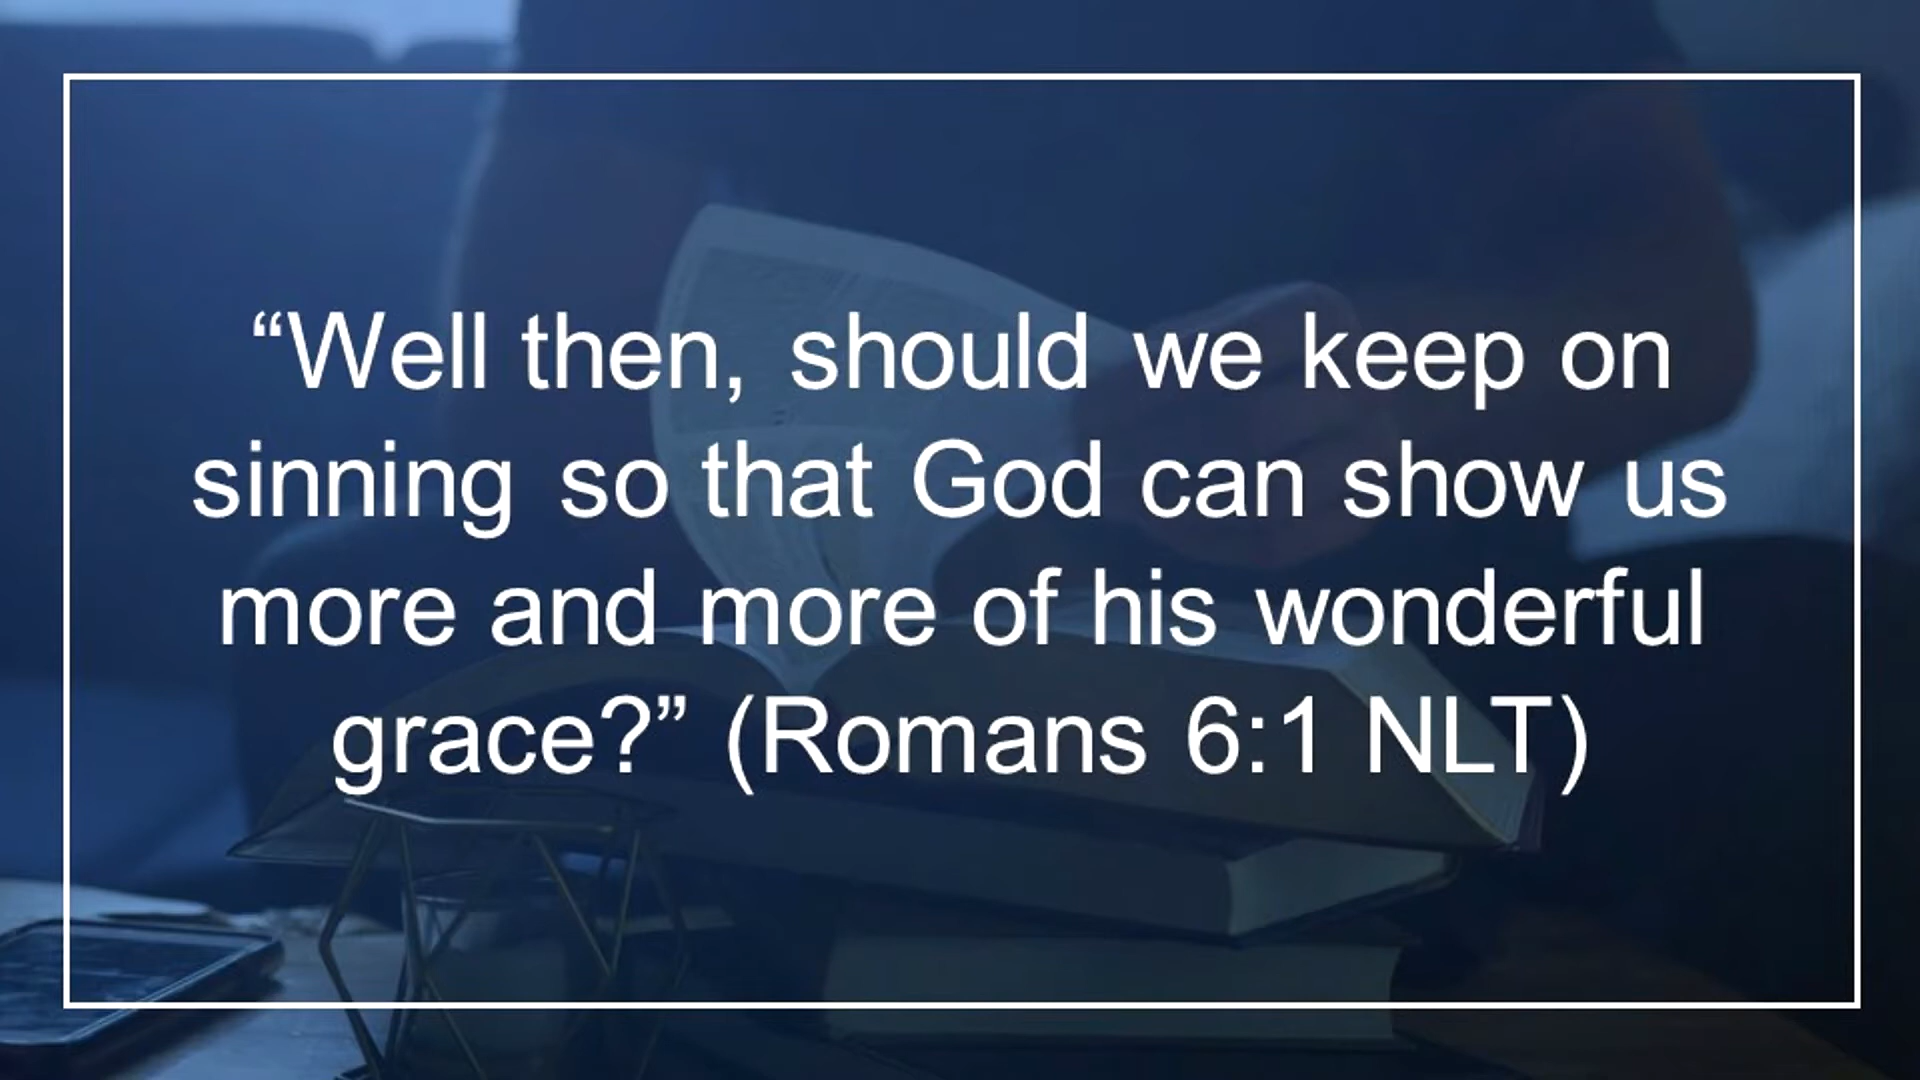 “Well then, should we keep on
sinning so that God can show us
more and more of his wonderful
grace?” (Romans 6:1 NLT)